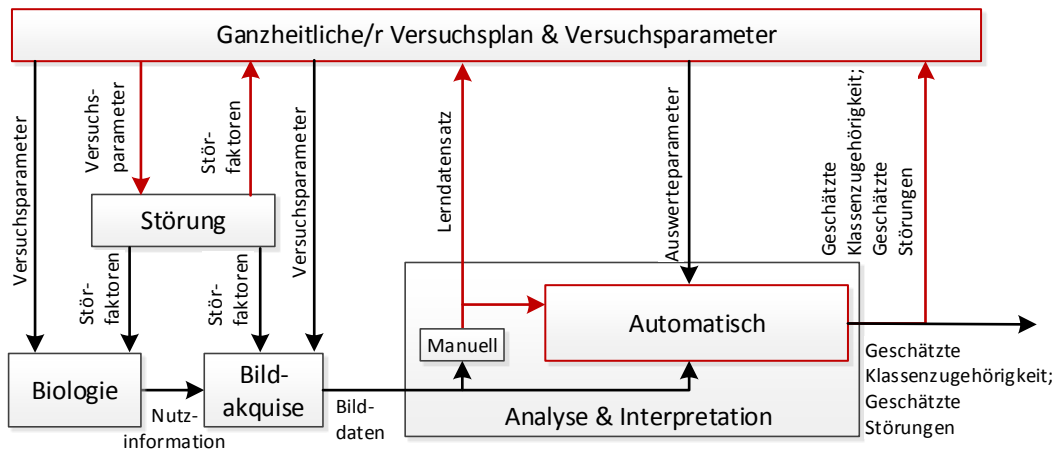 Ganzheitliche/r Versuchsplan & Versuchsparameter
Versuchsparameter
Versuchs-
parameter
Stör-
faktoren
Versuchsparameter
Lerndatensatz
Auswerteparameter
Geschätzte
Klassenzugehörigkeit;
Geschätzte
Störungen
Störung
Stör-
faktoren
Stör-
faktoren
Manuell
Automatisch
Biologie
Nutz-
information
Bild-
akquise
Bild-
daten
Analyse & Interpretation
Geschätzte
Klassenzugehörigkeit;
Geschätzte
Störungen